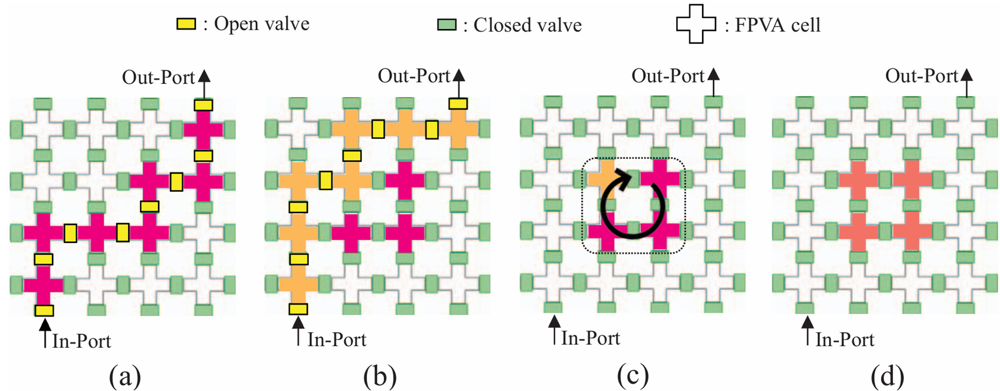 : Open valve
: Closed valve
: FPVA cell
Out-Port
Out-Port
Out-Port
Out-Port
In-Port
In-Port
In-Port
In-Port
(a)
(b)
(c)
(d)